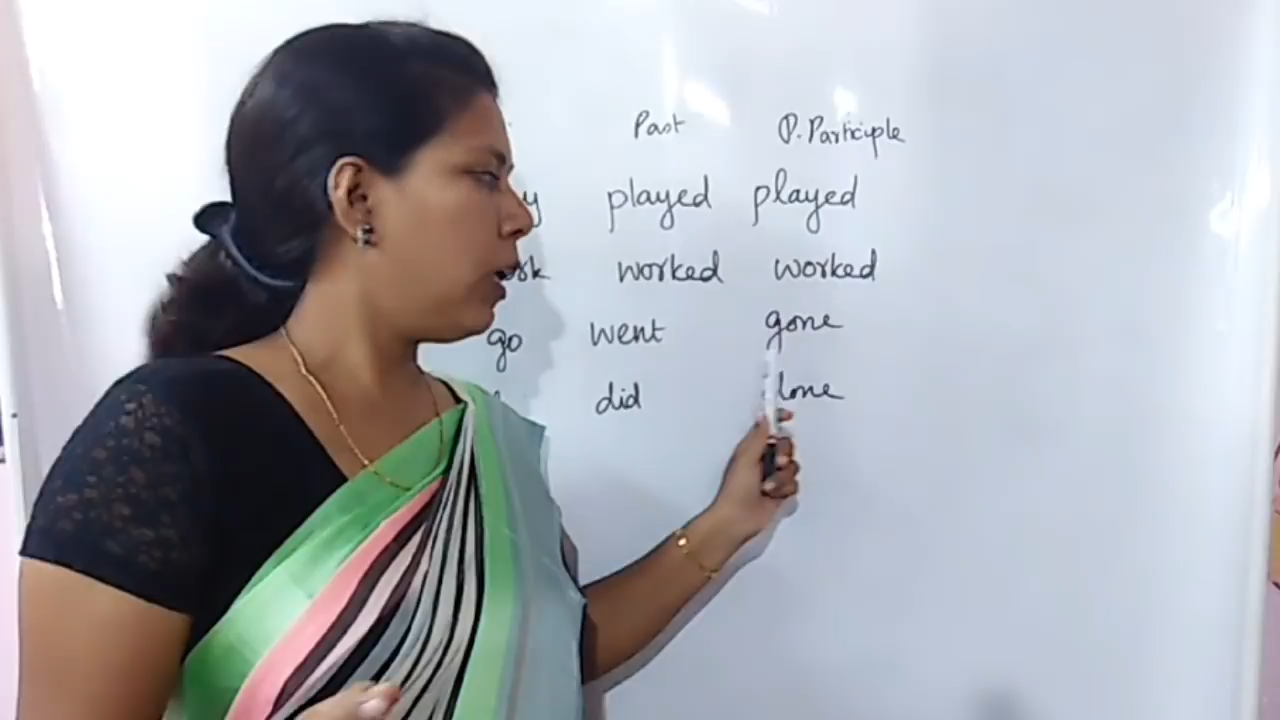 Past P. Participle
played played
worked worked
go went gone
did done